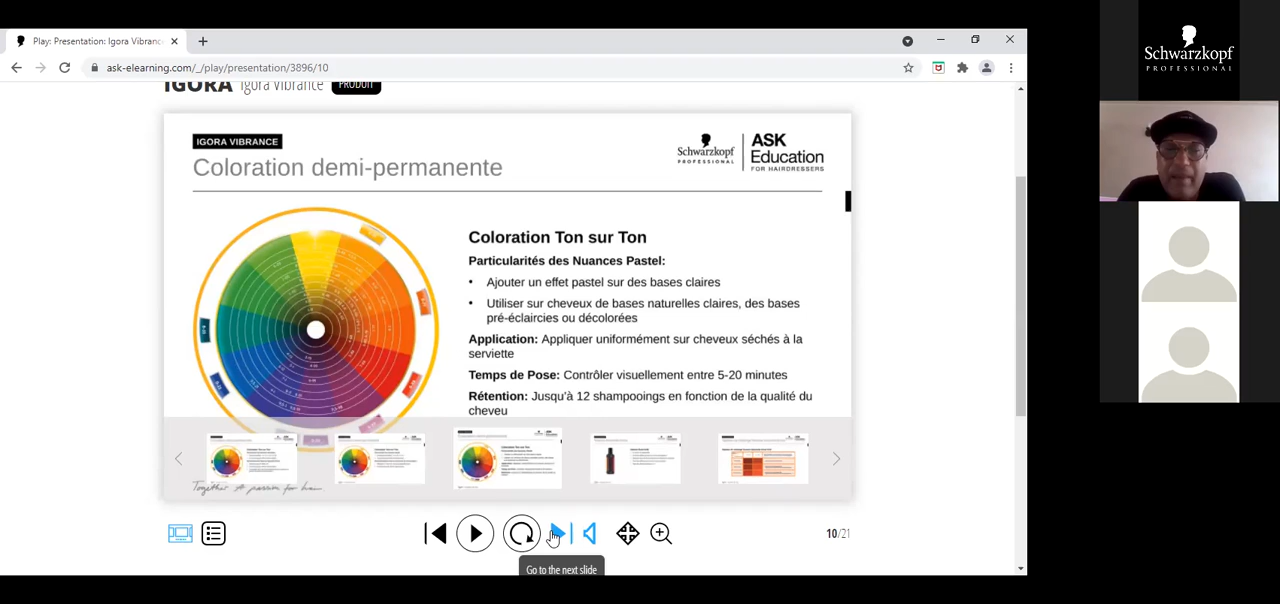 Play: Presentation: Igora Vibrance
ask-elearning.com/_/play/presentation/3896/10
IGORA Igora Vibrance PRODUIT
IGORA VIBRANCE
Coloration demi-permanente
Schwarzkopf
PROFESSIONAL
ASK
Education
FOR HAIRDRESSERS
Coloration Ton sur Ton
Particularités des Nuances Pastel:
• Ajouter un effet pastel sur des bases claires
• Utiliser sur cheveux de bases naturelles claires, des bases
pré-éclaircies ou décolorées
Application: Appliquer uniformément sur cheveux séchés à la
serviette
Temps de Pose: Contrôler visuellement entre 5-20 minutes
Rétention: Jusqu'à 12 shampooings en fonction de la qualité du
cheveu
Together. A passion for hair.
10/21
Go to the next slide
Schwarzkopf
PROFESSIONAL